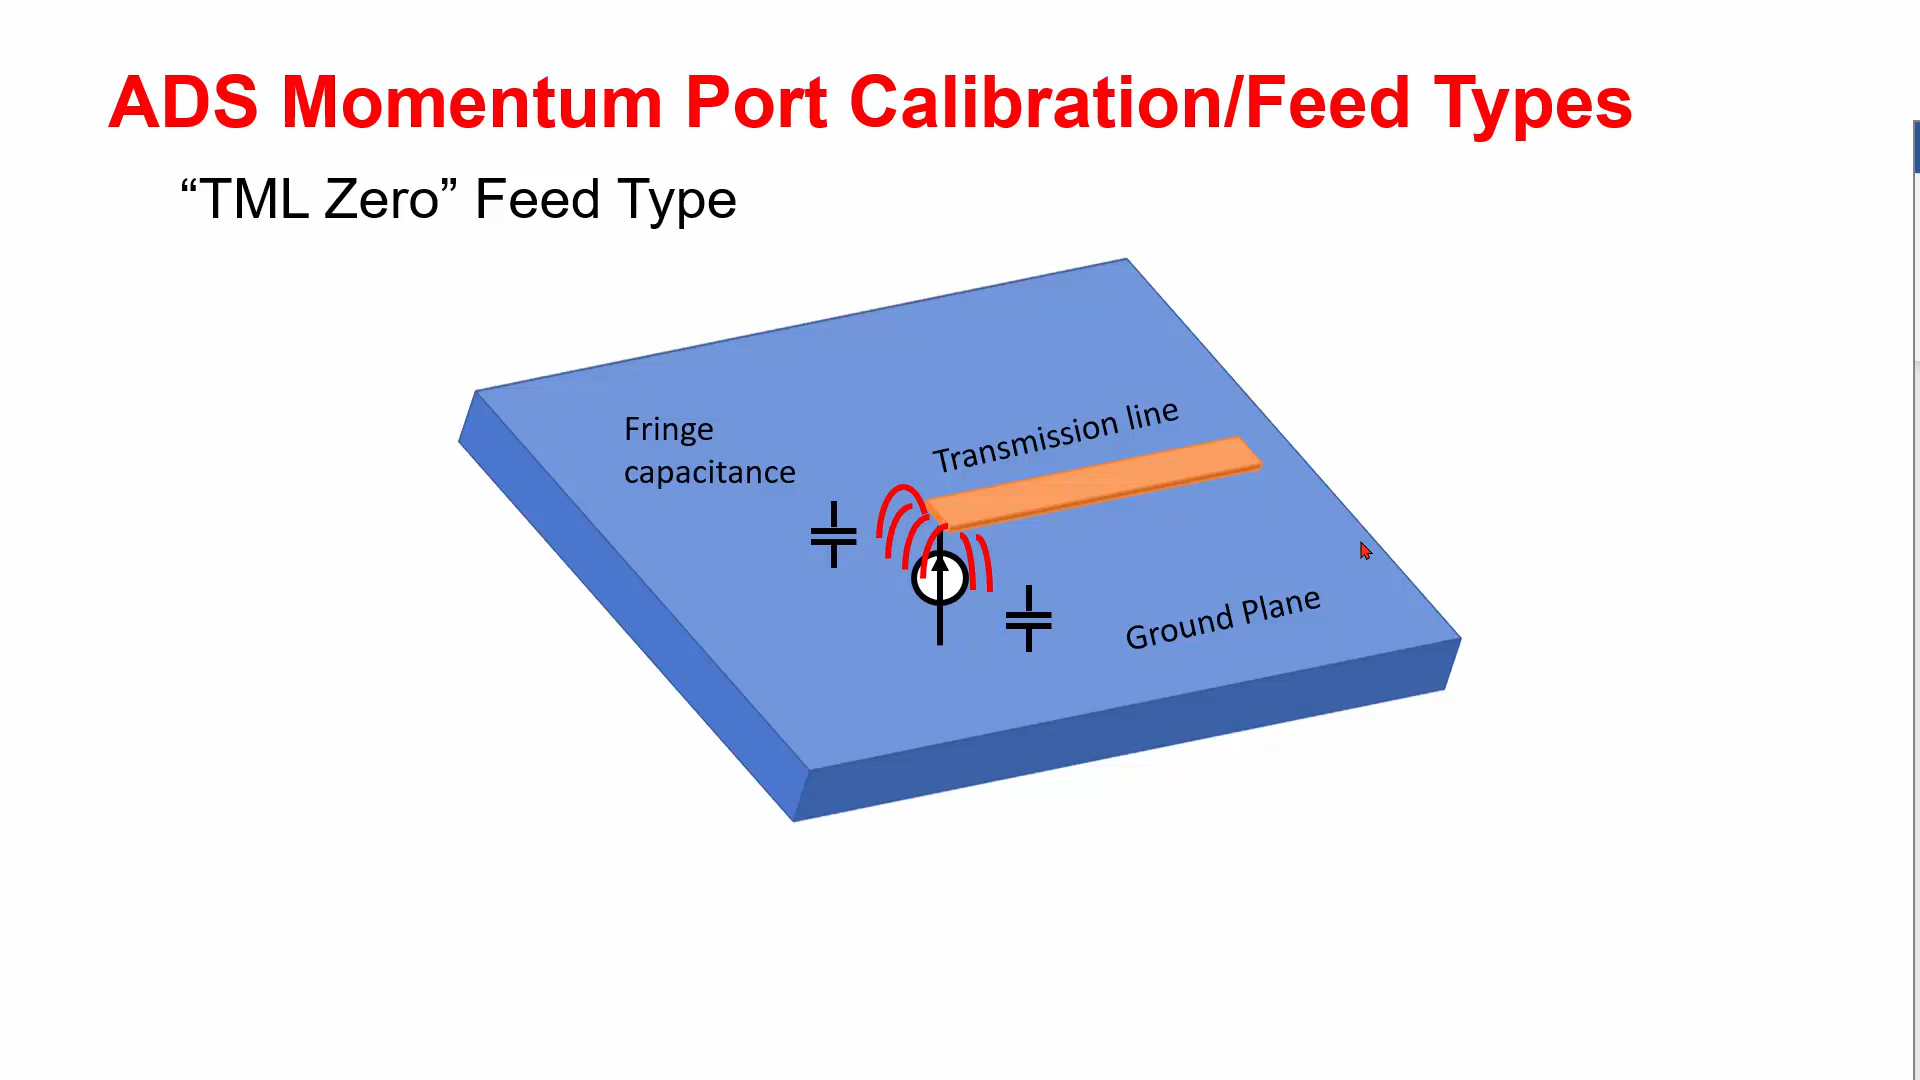 ADS Momentum Port Calibration/Feed Types
“TML Zero” Feed Type
Fringe
capacitance
Transmission line
Ground Plane